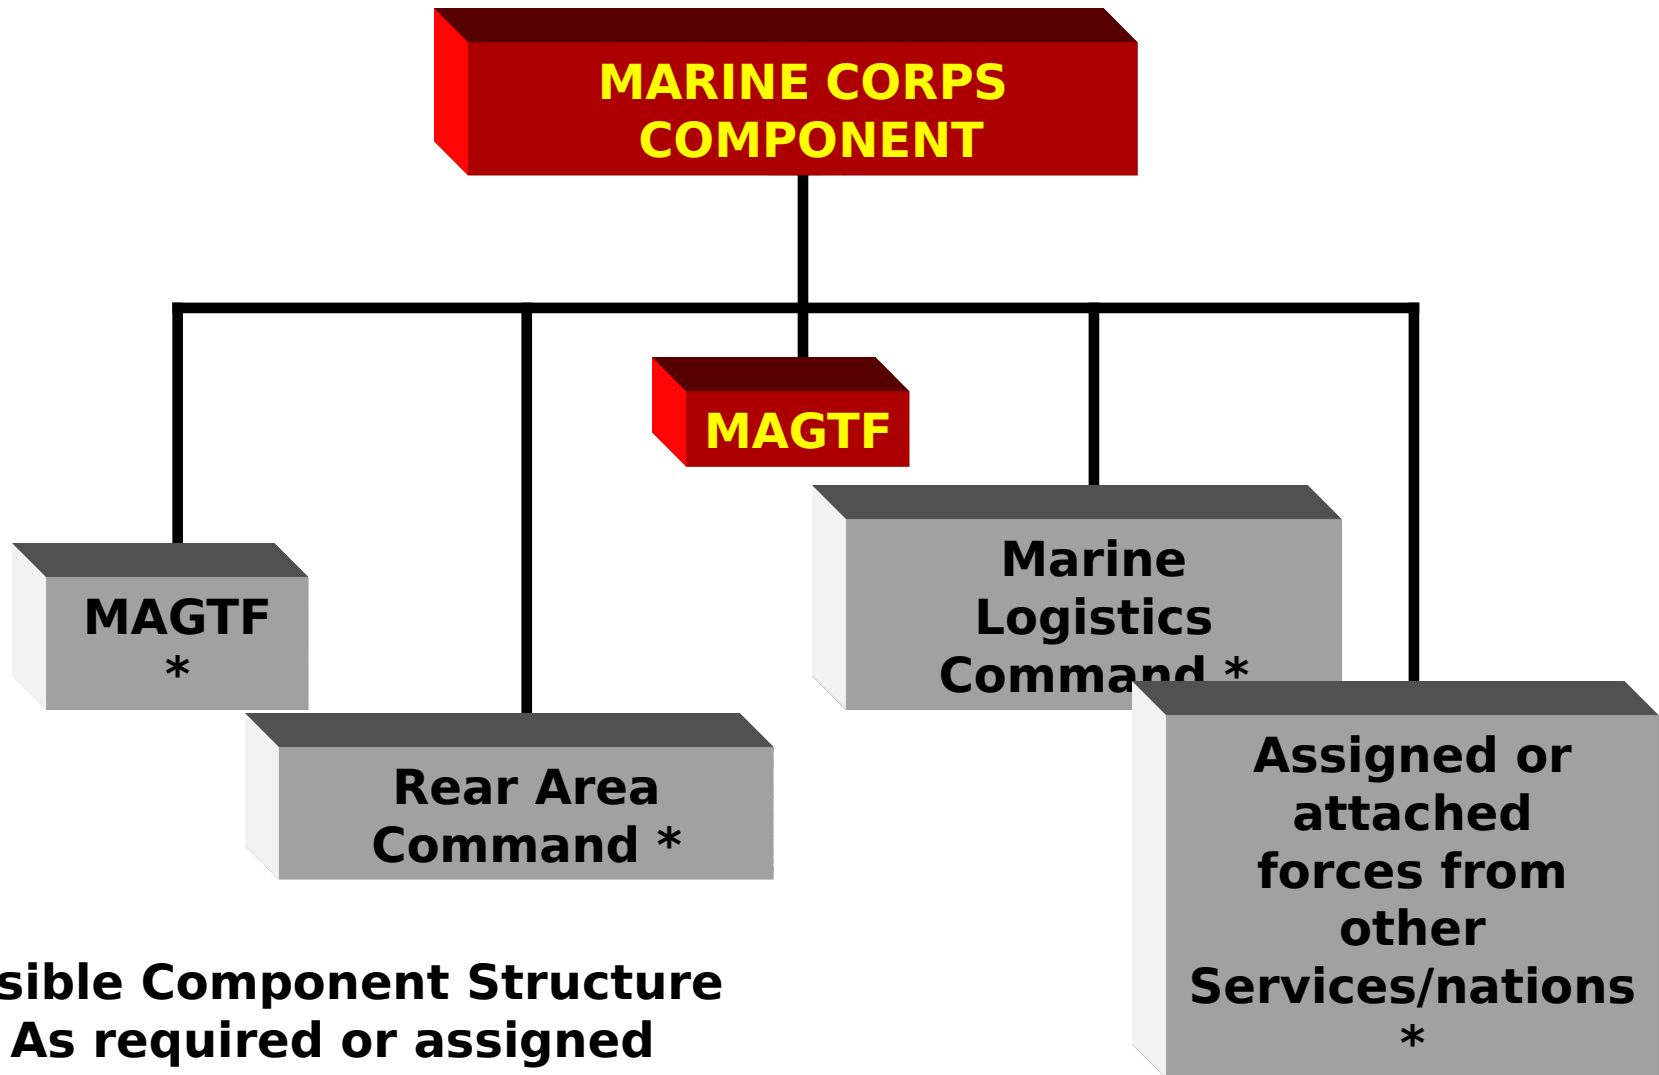 MARINE CORPS
COMPONENT
MAGTF
MAGTF
*
Marine
Logistics
Command *
Rear Area
Command *
Assigned or
attached
forces from
other
Services/nations
*
Component Structure
As required or assigned